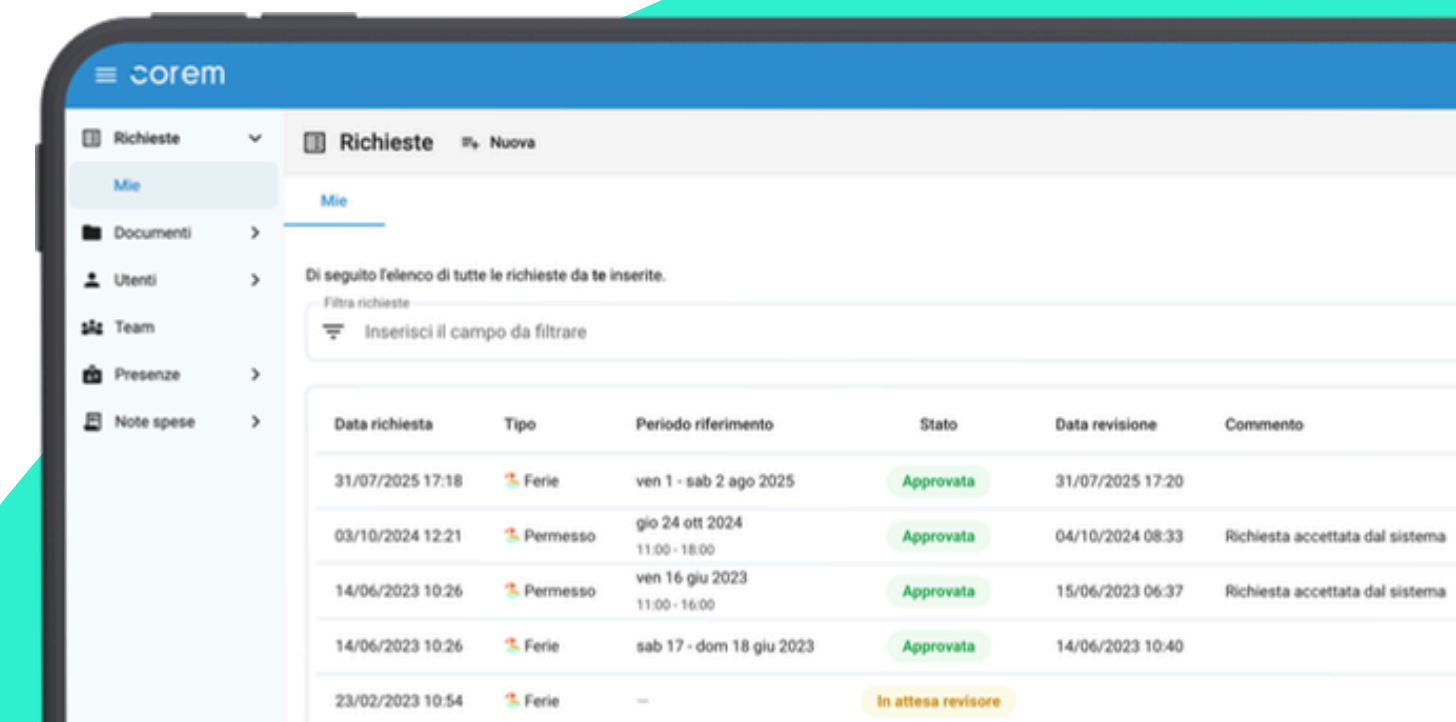 corem
Richieste
Mie
Documenti
Utenti
Team
Presenze
Note spese
Richieste Nuova
Mie
Di seguito l'elenco di tutte le richieste da te inserite.
Filtra richieste
Inserisci il campo da filtrare
Data richiesta Tipo Periodo riferimento Stato Data revisione Commento
31/07/2025 17:18 Ferie ven 1 - sab 2 ago 2025 Approvata 31/07/2025 17:20
03/10/2024 12:21 Permesso gio 24 ott 2024 11:00 - 18:00 Approvata 04/10/2024 08:33 Richiesta accettata dal sistema
14/06/2023 10:26 Permesso ven 16 giu 2023 11:00 - 16:00 Approvata 15/06/2023 06:37 Richiesta accettata dal sistema
14/06/2023 10:26 Ferie sab 17 - dom 18 giu 2023 Approvata 14/06/2023 10:40
23/02/2023 10:54 Ferie — In attesa revisore